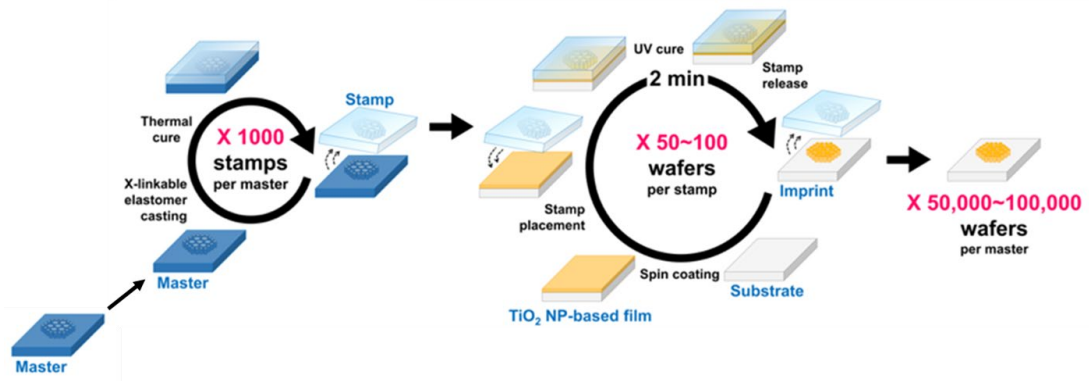 Master
Master
X-linkable
elastomer
casting
Thermal
cure
X 1000
stamps
per master
Stamp
Stamp
placement
UV cure
2 min
Stamp
release
X 50~100
wafers
per stamp
Imprint
Spin coating
Substrate
TiO₂ NP-based film
X 50,000~100,000
wafers
per master